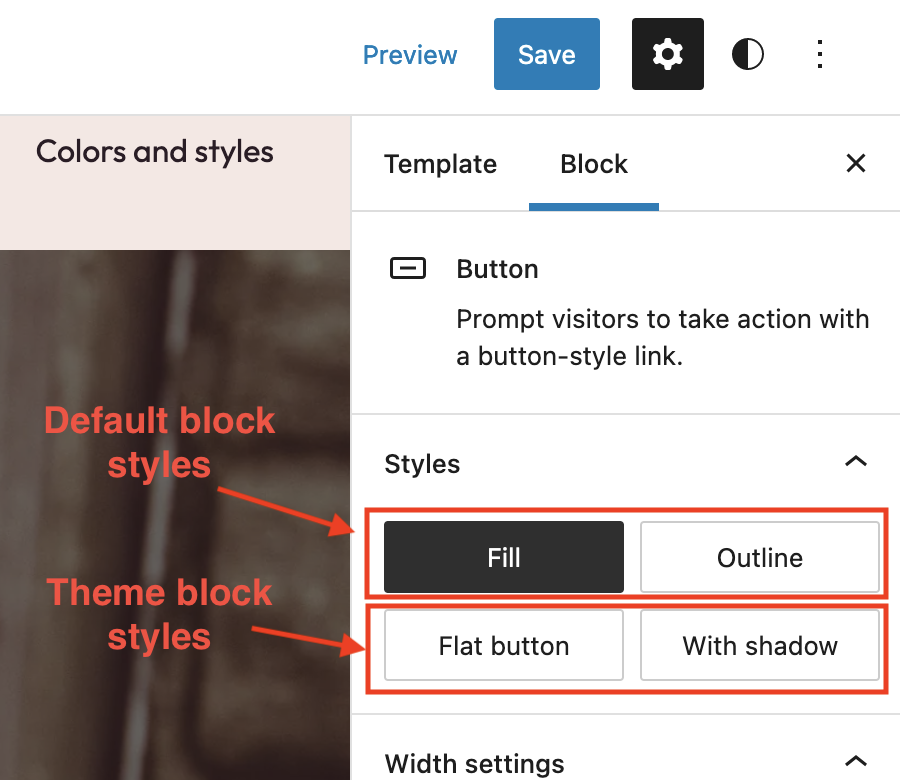 Preview Save
Colors and styles
Template Block
Button
Prompt visitors to take action with
a button-style link.
Default block
styles
Styles
Fill Outline
Theme block
styles
Flat button With shadow
Width settings